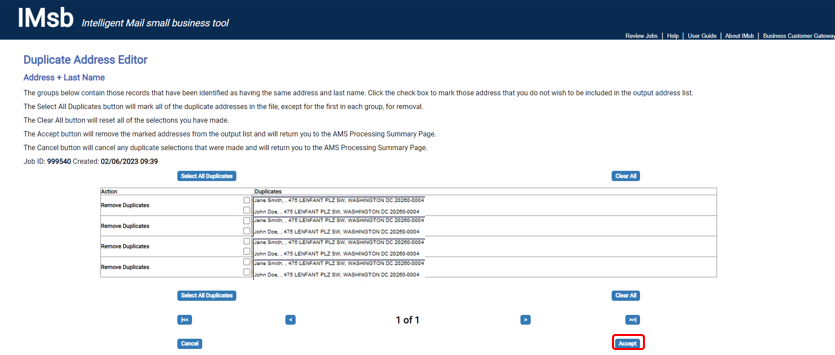 IMsb Intelligent Mail small business tool
Review Jobs | Help | User Guide | About IMsb | Business Customer Gateway
Duplicate Address Editor
Address + Last Name
The groups below contain those records that have been identified as having the same address and last name. Click the check box to mark those address that you do not wish to be included in the output address list.
The Select All Duplicates button will mark all of the duplicate addresses in the file, except for the first in each group, for removal.
The Clear All button will reset all of the selections you have made.
The Accept button will remove the marked addresses from the output list and will return you to the AMS Processing Summary Page.
The Cancel button will cancel any duplicate selections that were made and will return you to the AMS Processing Summary Page.
Job ID: 999540 Created: 02/06/2023 09:39
Select All Duplicates Clear All
Action Duplicates
Remove Duplicates
Jane Smith, , 475 LENFANT PLZ SW, WASHINGTON DC 20260-0004
John Doe, , 475 LENFANT PLZ SW, WASHINGTON DC 20260-0004
Remove Duplicates
Jane Smith, , 475 LENFANT PLZ SW, WASHINGTON DC 20260-0004
John Doe, , 475 LENFANT PLZ SW, WASHINGTON DC 20260-0004
Remove Duplicates
Jane Smith, , 475 LENFANT PLZ SW, WASHINGTON DC 20260-0004
John Doe, , 475 LENFANT PLZ SW, WASHINGTON DC 20260-0004
Remove Duplicates
Jane Smith, , 475 LENFANT PLZ SW, WASHINGTON DC 20260-0004
John Doe, , 475 LENFANT PLZ SW, WASHINGTON DC 20260-0004
Select All Duplicates Clear All
|<< < 1 of 1 > >>|
Cancel Accept